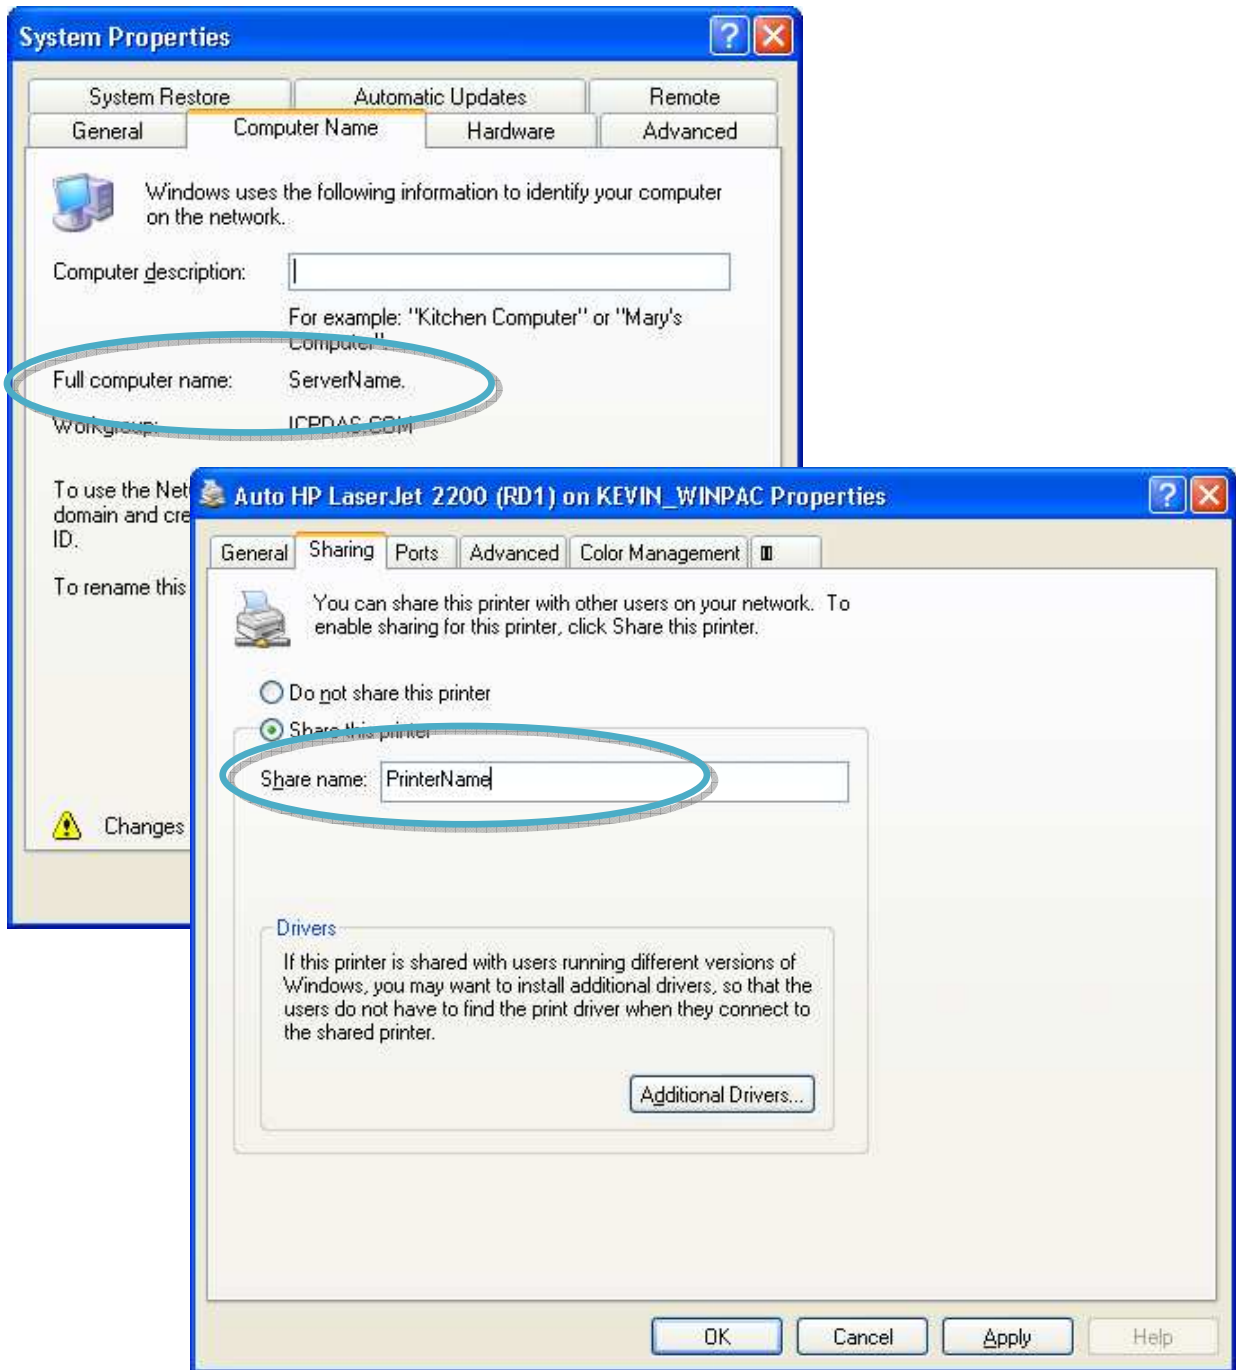 System Properties
System Restore Automatic Updates Remote
General Computer Name Hardware Advanced
Windows uses the following information to identify your computer
on the network.
Computer description:
For example: "Kitchen Computer" or "Mary's
Computer".
Full computer name: ServerName.
Workgroup: ICPDAS.COM
To use the Net
domain and cre
ID.
To rename this
Changes
Auto HP LaserJet 2200 (RD1) on KEVIN_WINPAC Properties
General Sharing Ports Advanced Color Management
You can share this printer with other users on your network. To
enable sharing for this printer, click Share this printer.
Do not share this printer
Share this printer
Share name: PrinterName
Drivers
If this printer is shared with users running different versions of
Windows, you may want to install additional drivers, so that the
users do not have to find the print driver when they connect to
the shared printer.
Additional Drivers...
OK Cancel Apply Help